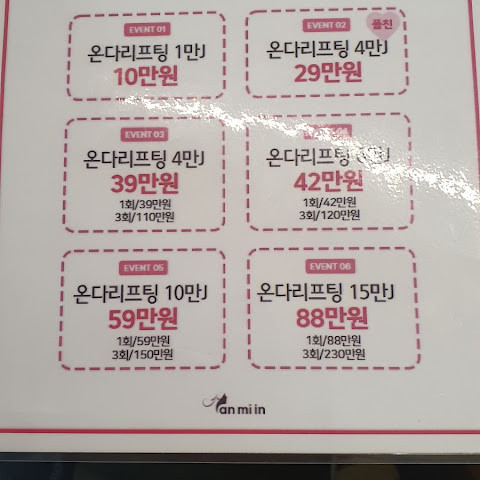 EVENT 01
온다리프팅 1만J
10만원
EVENT 02
플친
온다리프팅 4만J
29만원
EVENT 03
온다리프팅 4만J
39만원
1회/39만원
3회/110만원
온다리프팅
42만원
1회/42만원
3회/120만원
EVENT 05
온다리프팅 10만J
59만원
1회/59만원
3회/150만원
EVENT 06
온다리프팅 15만J
88만원
1회/88만원
3회/230만원
an mi in